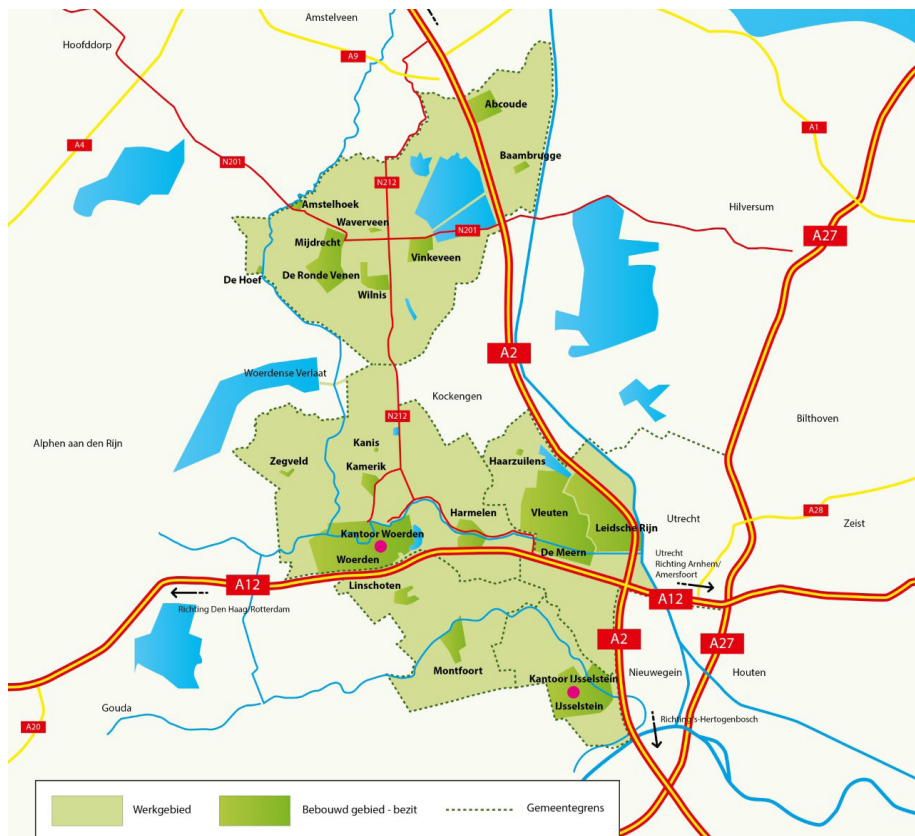 Amstelveen
Hoofddorp
A9
Abcoude
A4
A1
N201
Baambrugge
N212
Amstelhoek
Waverveen
Hilversum
N201
A27
Mijdrecht
Vinkeveen
De Hoef
De Ronde Venen
Wilnis
A2
Woerdense Verlaat
Kockengen
N212
Bilthoven
Alphen aan den Rijn
Kanis
Zegveld
Kamerik
Haarzuilens
Harmelen
Vleuten
A28
Kantoor Woerden
Leidsche Rijn
Utrecht
Zeist
Woerden
De Meern
Utrecht
Richting Arnhem/
Amersfoort
A12
Linschoten
A12
Richting Den Haag/Rotterdam
A2
A27
Montfoort
Kantoor IJsselstein
Nieuwegein
Houten
IJsselstein
Gouda
Richting's-Hertogenbosch
A20
Werkgebied
Bebouwd gebied - bezit
Gemeentegrens